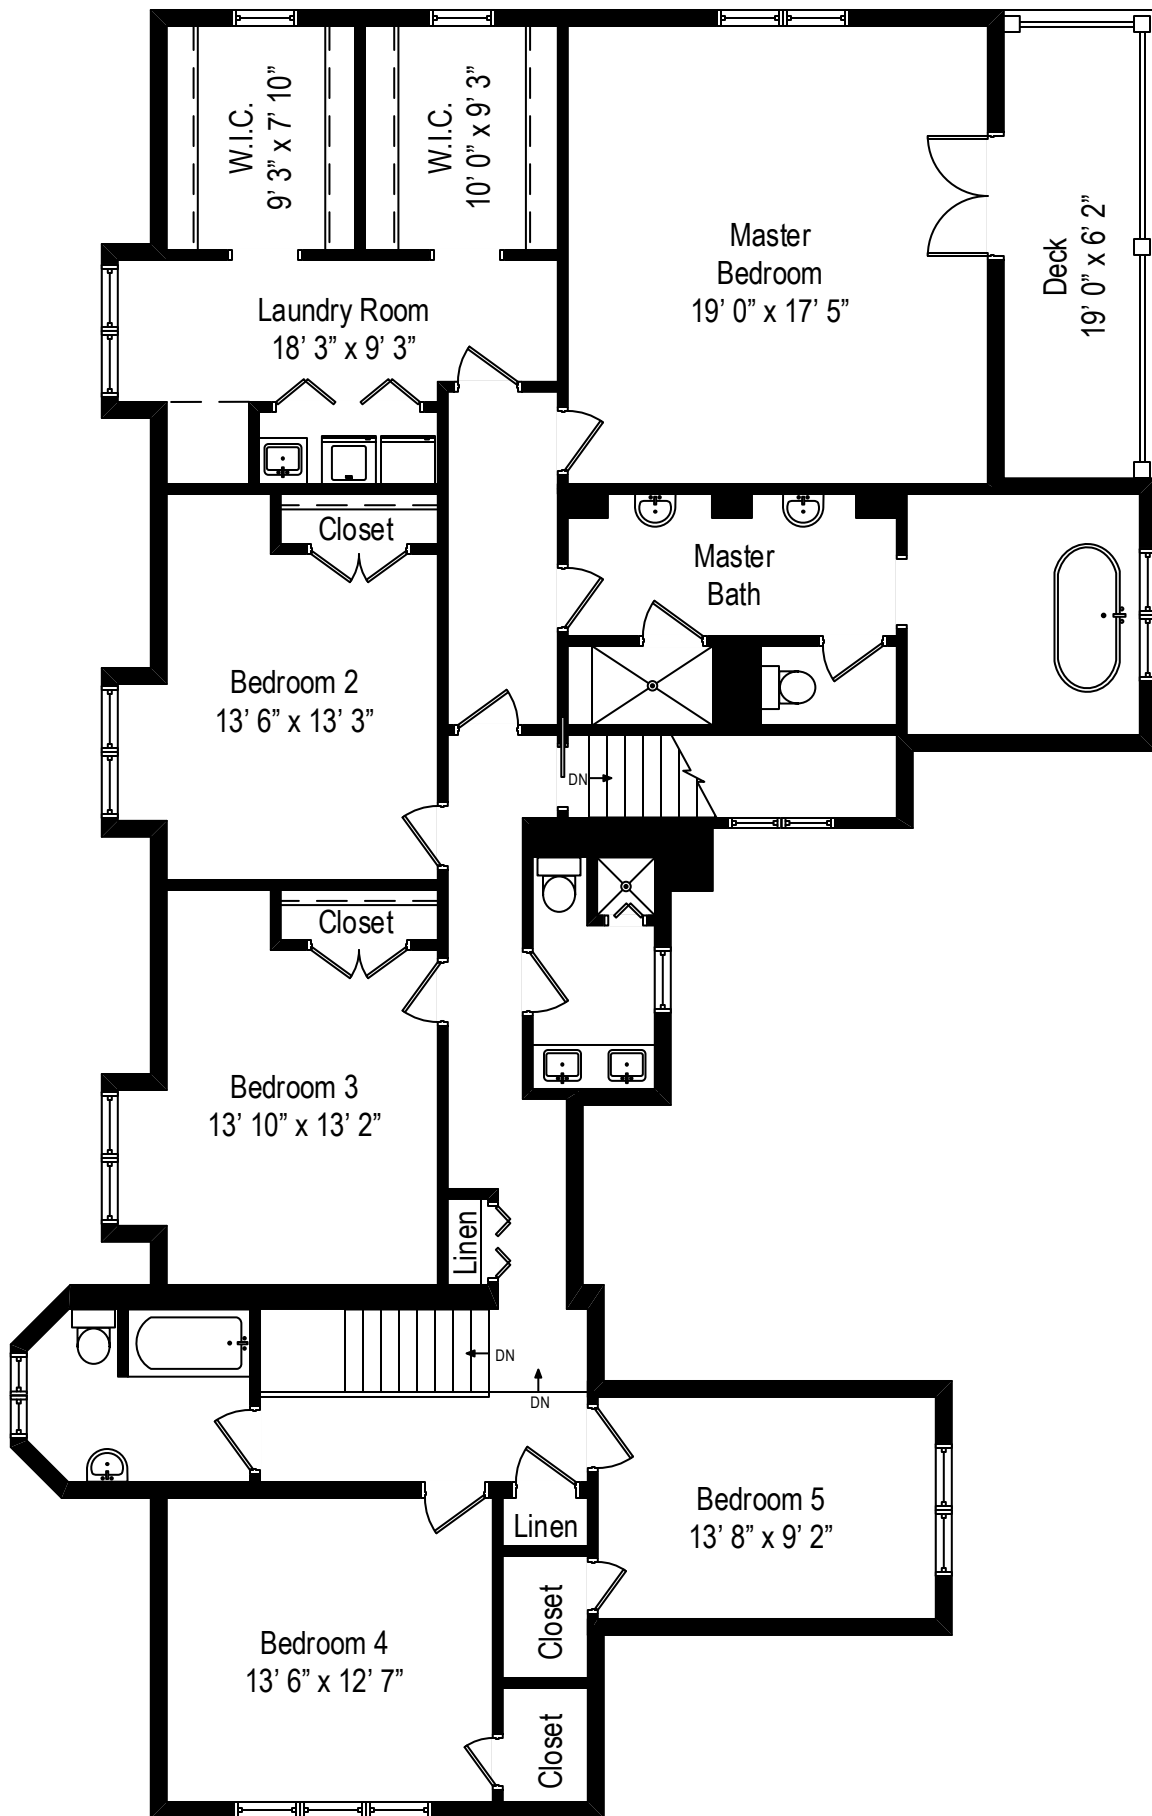 W.I.C.
9’ 3” x 7’ 10”
W.I.C.
10’ 0” x 9’ 3”
Master
Bedroom
19’ 0” x 17’ 5”
Deck
19’ 0” x 6’ 2”
Laundry Room
18’ 3” x 9’ 3”
Closet
Master
Bath
Bedroom 2
13’ 6” x 13’ 3”
DN
Closet
Bedroom 3
13’ 10” x 13’ 2”
Linen
DN
DN
Bedroom 5
13’ 8” x 9’ 2”
Linen
Closet
Bedroom 4
13’ 6” x 12’ 7”
Closet